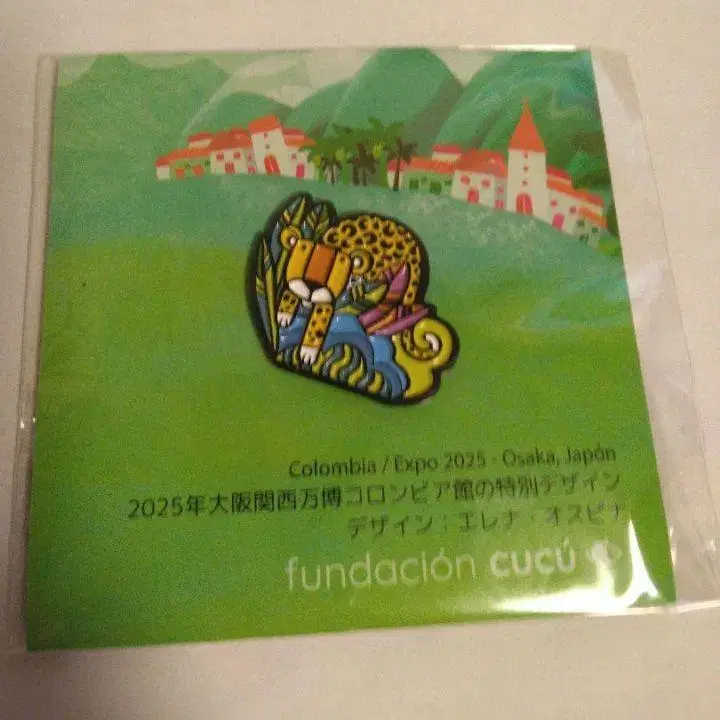 Colombia / Expo 2025 - Osaka, Japón
2025年大阪関西万博コロンビア館の特別デザイン
デザイン：エレナ・オスピナ
fundación cucú